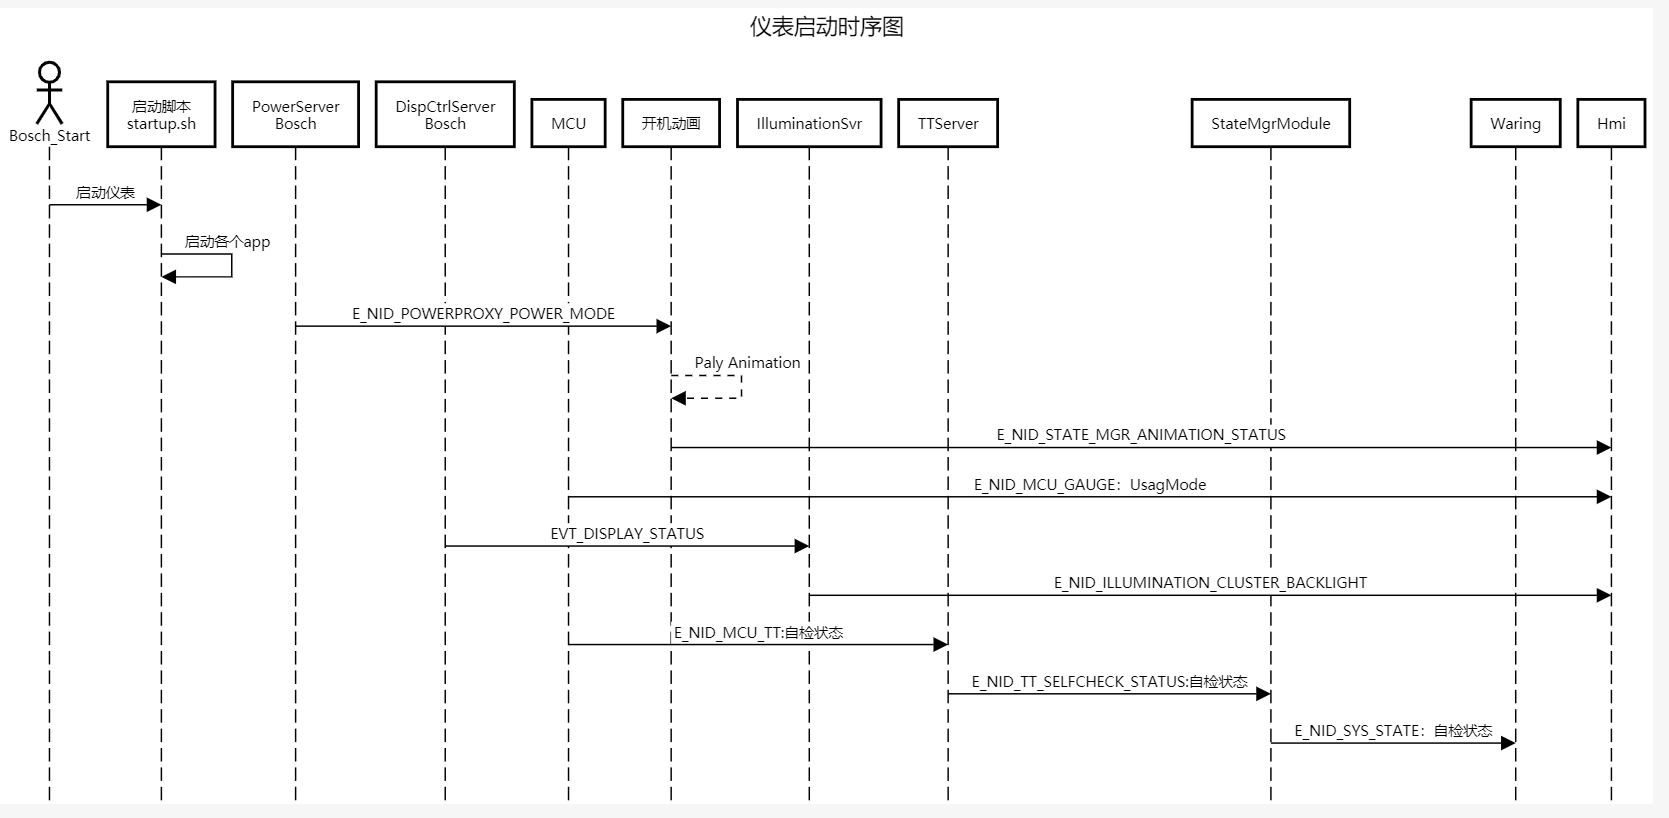 仪表启动时序图
Bosch_Start
启动脚本
startup.sh
PowerServer
Bosch
DispCtrlServer
Bosch
MCU
开机动画
IlluminationSvr
TTServer
StateMgrModule
Waring
Hmi
启动仪表
启动各个app
E_NID_POWERPROXY_POWER_MODE
Paly Animation
E_NID_STATE_MGR_ANIMATION_STATUS
E_NID_MCU_GAUGE：UsagMode
EVT_DISPLAY_STATUS
E_NID_ILLUMINATION_CLUSTER_BACKLIGHT
E_NID_MCU_TT:自检状态
E_NID_TT_SELFCHECK_STATUS:自检状态
E_NID_SYS_STATE：自检状态